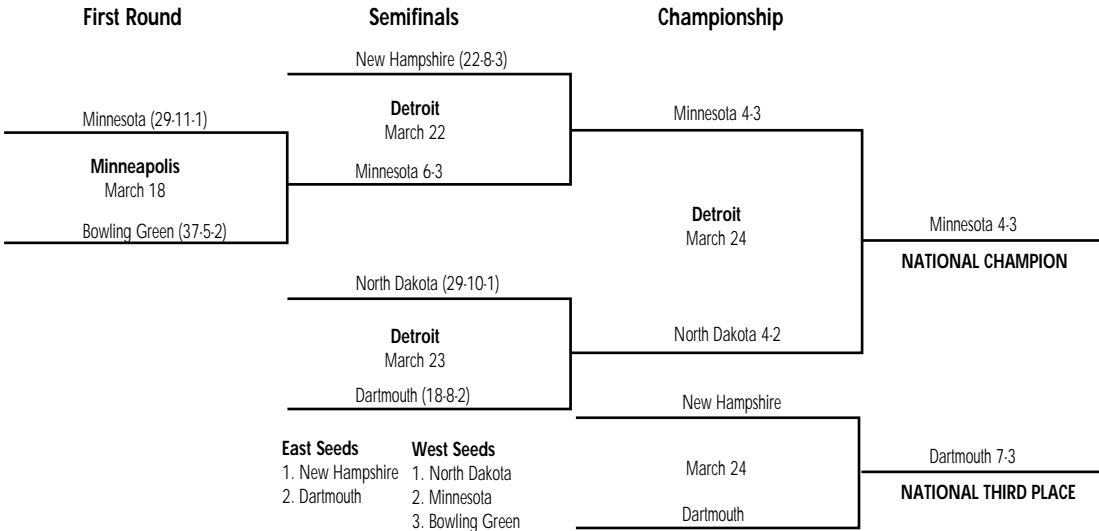 First Round Semifinals Championship
New Hampshire (22-8-3)
Detroit
March 22
Minnesota 4-3
Minnesota (29-11-1)
Minneapolis
March 18
Minnesota 6-3
Bowling Green (37-5-2)
Detroit
March 24
Minnesota 4-3
NATIONAL CHAMPION
North Dakota (29-10-1)
Detroit
March 23
North Dakota 4-2
Dartmouth (18-8-2)
New Hampshire
March 24
Dartmouth 7-3
NATIONAL THIRD PLACE
Dartmouth
East Seeds
1. New Hampshire
2. Dartmouth
West Seeds
1. North Dakota
2. Minnesota
3. Bowling Green